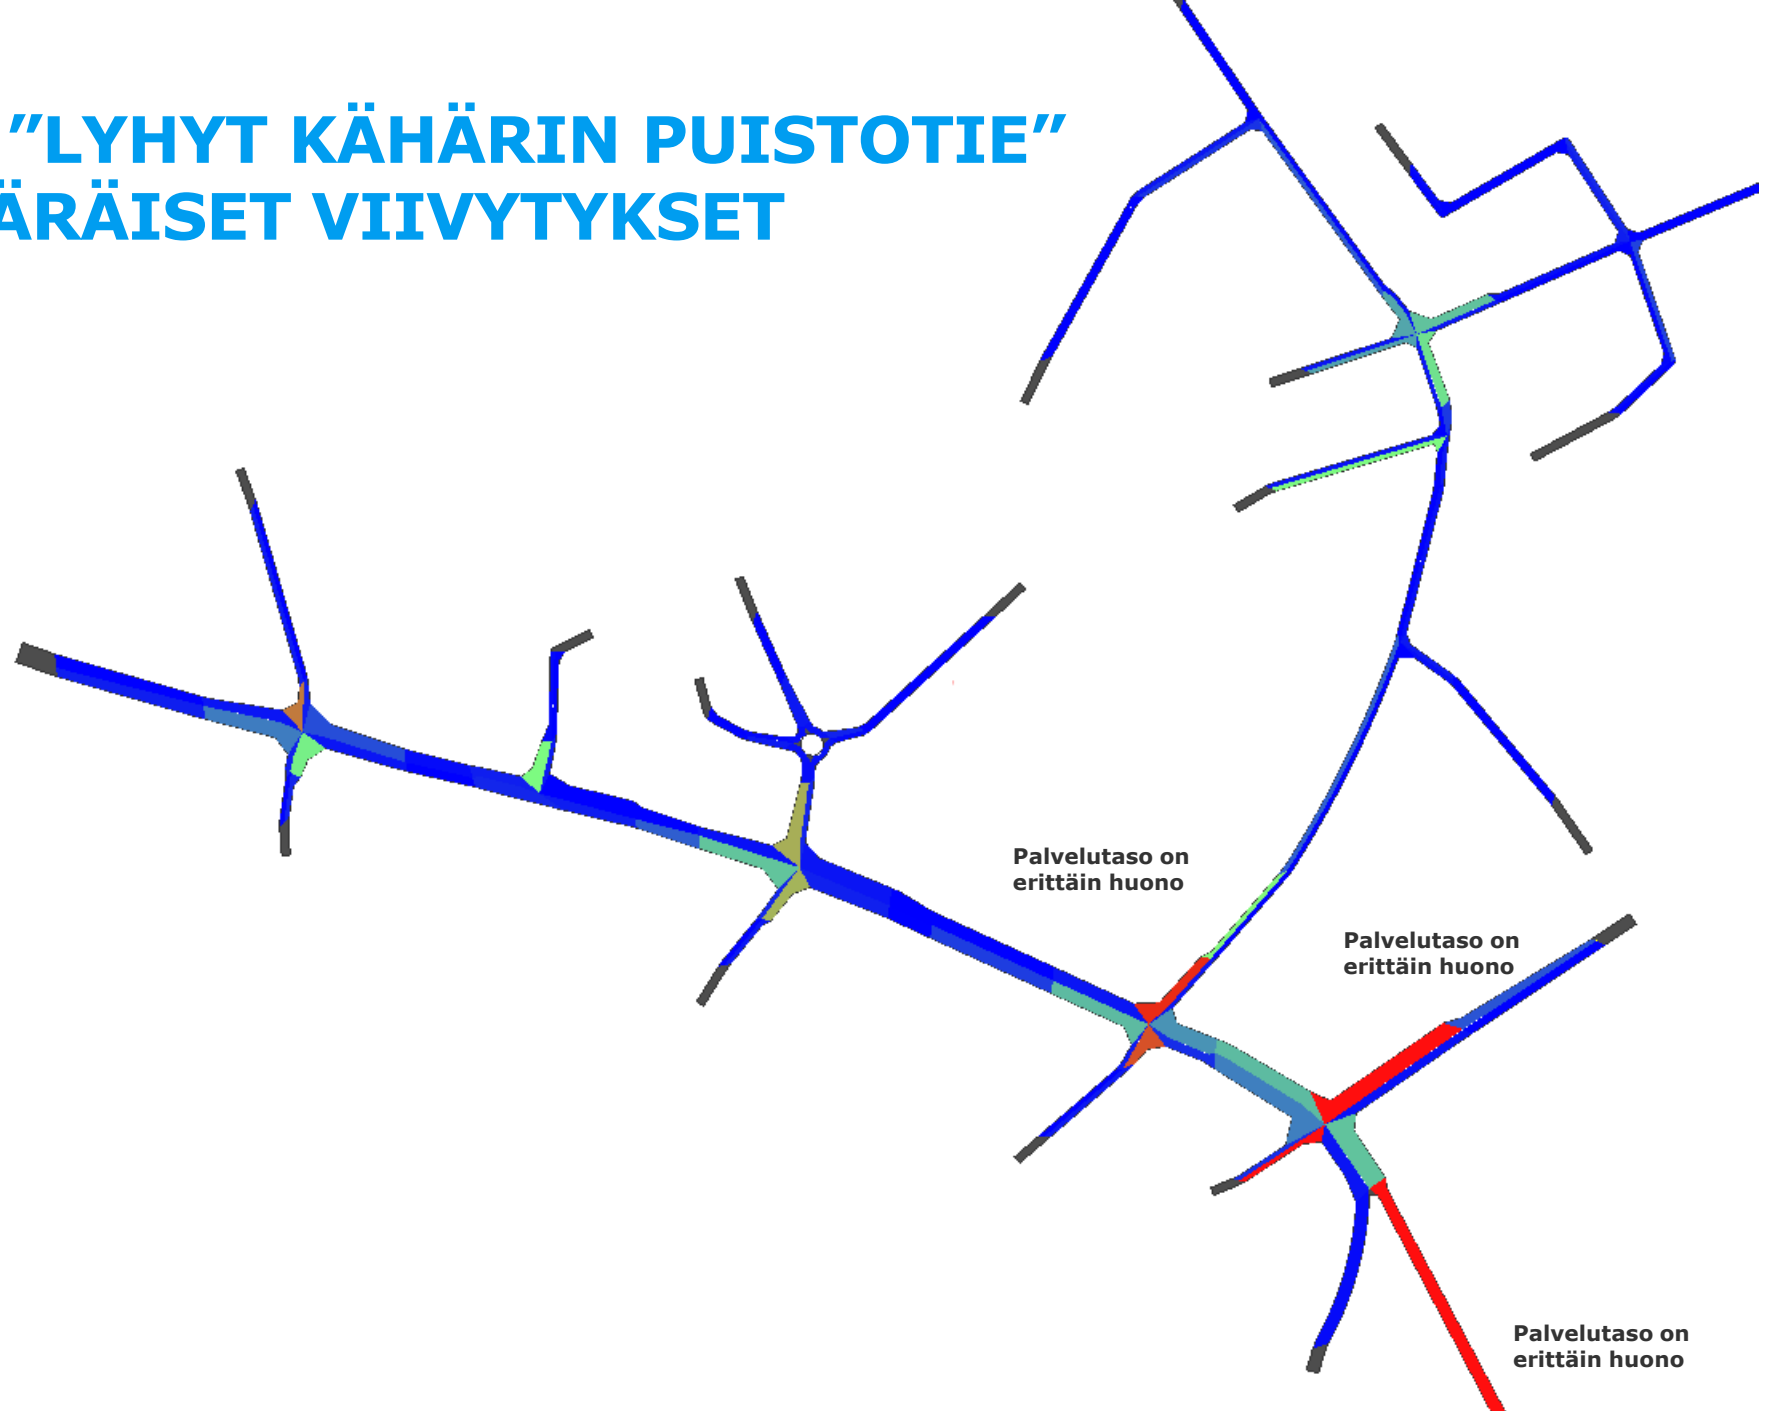 ”LYHYT KÄHÄRIN PUISTOTIE”
ÄRÄISET VIIVYTYKSET
Palvelutaso on
erittäin huono
Palvelutaso on
erittäin huono
Palvelutaso on
erittäin huono